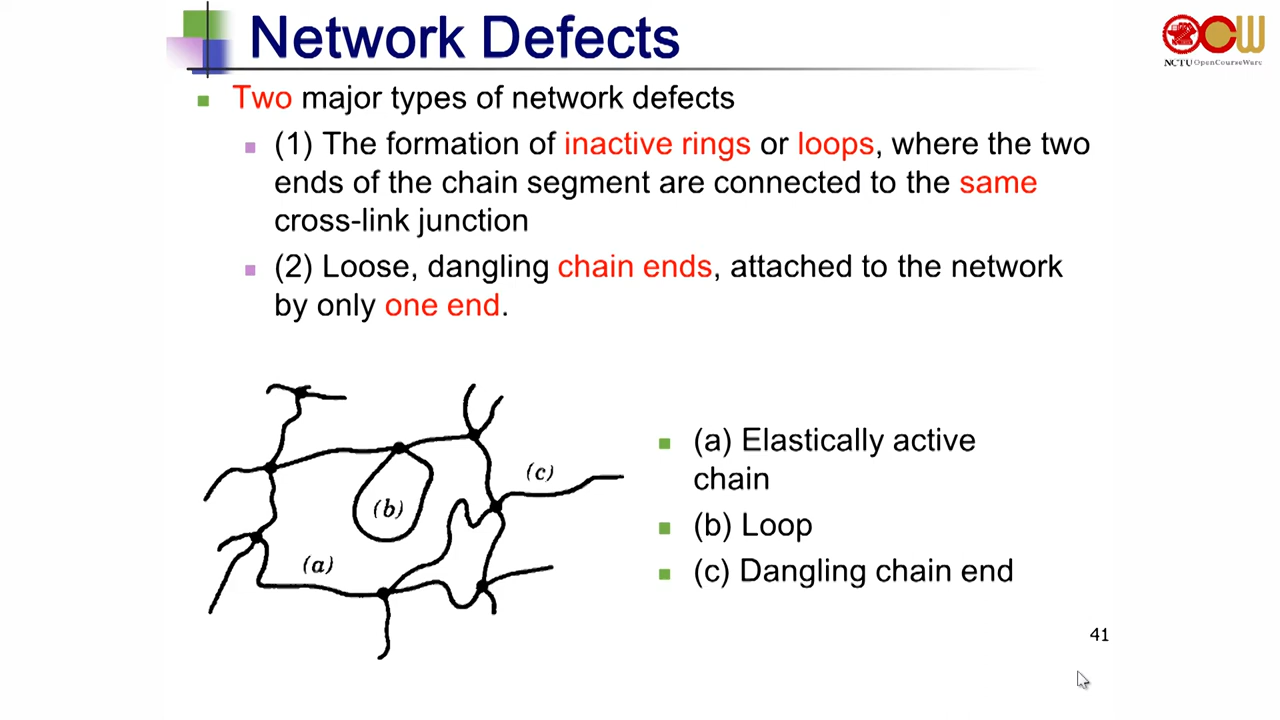 Network Defects
NCTU OpenCourseWare
Two major types of network defects
(1) The formation of inactive rings or loops, where the two
ends of the chain segment are connected to the same
cross-link junction
(2) Loose, dangling chain ends, attached to the network
by only one end.
(a) Elastically active
chain
(b) Loop
(c) Dangling chain end
(c)
(b)
(a)
41